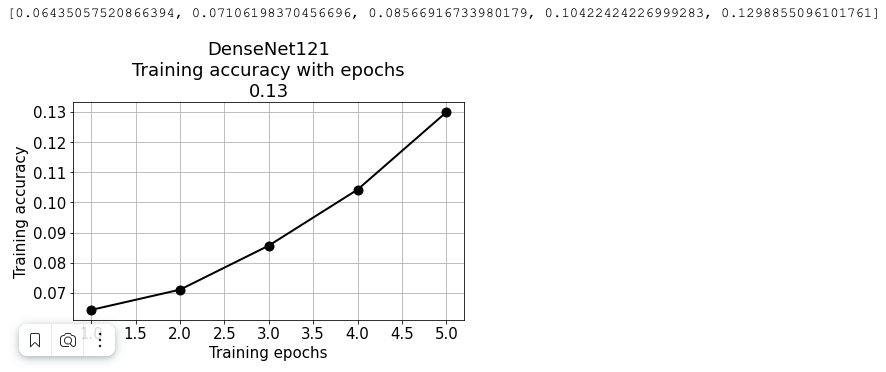 [0.06435057520866394, 0.07106198370456696, 0.08566916733980179, 0.10422424226999283, 0.1298855096101761]
DenseNet121
Training accuracy with epochs
0.13
Training accuracy
0.13
0.12
0.11
0.10
0.09
0.08
0.07
1.0 1.5 2.0 2.5 3.0 3.5 4.0 4.5 5.0
Training epochs